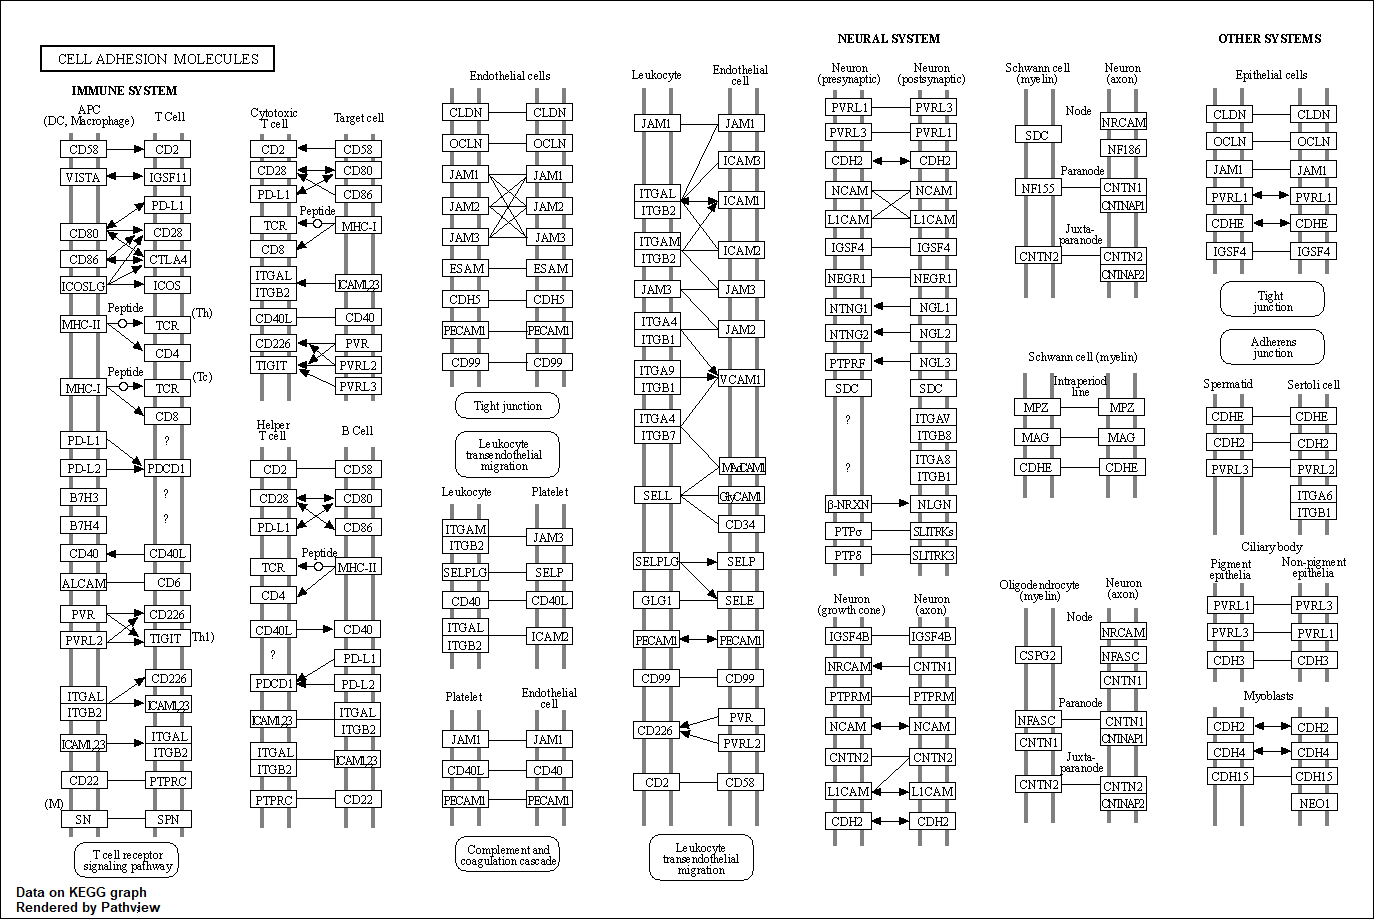 CELL ADHESION MOLECULES
IMMUNE SYSTEM
APC
(DC, Macrophage)
T Cell
CD58
CD2
VISTA
IGSF11
PD-L1
CD80
CD28
CD86
CTLA4
ICOSLG
ICOS
Peptide
MHC-II
TCR
(Th)
CD4
Peptide
MHC-I
TCR
(Tc)
CD8
PD-L1
?
PD-L2
PDCD1
B7H3
?
B7H4
?
CD40
CD40L
ALCAM
CD6
PVR
CD226
PVRL2
TIGIT
Th1)
CD226
ITGAL
ITGB2
ICAM1,2,3
ICAM1,2,3
ITGAL
ITGB2
CD22
PTPRC
(M)
SN
SPN
T cell receptor
signaling pathway
Data on KEGG graph
Rendered by Pathview
Cytotoxic
T cell
Target cell
CD2
CD58
CD28
CD80
PD-L1
CD86
Peptide
TCR
MHC-I
CD8
ITGAL
ITGB2
ICAM1,2,3
CD40L
CD40
CD226
PVR
TIGIT
PVRL2
PVRL3
Helper
T cell
B Cell
CD2
CD58
CD28
CD80
PD-L1
CD86
Peptide
TCR
MHC-II
CD4
CD40L
CD40
?
PD-L1
PDCD1
PD-L2
ICAM1,2,3
ITGAL
ITGB2
ITGAL
ITGB2
ICAM1,2,3
PTPRC
CD22
Endothelial cells
CLDN
CLDN
OCLN
OCLN
JAM1
JAM1
JAM2
JAM2
JAM3
JAM3
ESAM
ESAM
CDH5
CDH5
PECAM1
PECAM1
CD99
CD99
Tight junction
Leukocyte
transendothelial
migration
Leukocyte
Platelet
ITGAM
ITGB2
JAM3
SELPLG
SELP
CD40
CD40L
ITGAL
ITGB2
ICAM2
Platelet
Endothelial
cell
JAM1
JAM1
CD40L
CD40
PECAM1
PECAM1
Complement and
coagulation cascade
Leukocyte
Endothelial
cell
JAM1
JAM1
ICAM3
ITGAL
ITGB2
ICAM1
ITGAM
ITGB2
ICAM2
JAM3
JAM3
ITGA4
ITGB1
JAM2
ITGA9
ITGB1
VCAM1
ITGA4
ITGB7
MAdCAM1
SELL
GlyCAM1
CD34
SELPLG
SELP
GLG1
SELE
PECAM1
PECAM1
CD99
CD99
PVR
CD226
PVRL2
CD2
CD58
Leukocyte
transendothelial
migration
NEURAL SYSTEM
Neuron
(presynaptic)
Neuron
(postsynaptic)
PVRL1
PVRL3
PVRL3
PVRL1
CDH2
CDH2
NCAM
NCAM
L1CAM
L1CAM
IGSF4
IGSF4
NEGR1
NEGR1
NTNG1
NGL1
NTNG2
NGL2
PTPRF
NGL3
SDC
SDC
?
ITGAV
ITGB8
?
ITGA8
ITGB1
β-NRXN
NLGN
PTPσ
SLITRKs
PTPδ
SLITRK3
Neuron
(growth cone)
Neuron
(axon)
IGSF4B
IGSF4B
NRCAM
CNTN1
PTPRM
PTPRM
NCAM
NCAM
CNTN2
CNTN2
L1CAM
L1CAM
CDH2
CDH2
Schwann cell
(myelin)
Neuron
(axon)
Node
NRCAM
SDC
NF186
Paranode
NF155
CNTN1
CNTNAP1
Juxta-
paranode
CNTN2
CNTN2
CNTNAP2
Schwann cell (myelin)
Intraperiod
line
MPZ
MPZ
MAG
MAG
CDHE
CDHE
Oligodendrocyte
(myelin)
Neuron
(axon)
Node
NRCAM
CSPG2
NFASC
CNTN1
Paranode
NFASC
CNTN1
CNTNAP1
CNTN1
Juxta-
paranode
CNTN2
CNTN2
CNTNAP2
OTHER SYSTEMS
Epithelial cells
CLDN
CLDN
OCLN
OCLN
JAM1
JAM1
PVRL1
PVRL1
CDHE
CDHE
IGSF4
IGSF4
Tight
junction
Adherens
junction
Spermatid
Sertoli cell
CDHE
CDHE
CDH2
CDH2
PVRL3
PVRL2
ITGA6
ITGB1
Ciliary body
Pigment
epithelia
Non-pigment
epithelia
PVRL1
PVRL3
PVRL3
PVRL1
CDH3
CDH3
Myoblasts
CDH2
CDH2
CDH4
CDH4
CDH15
CDH15
NEO1